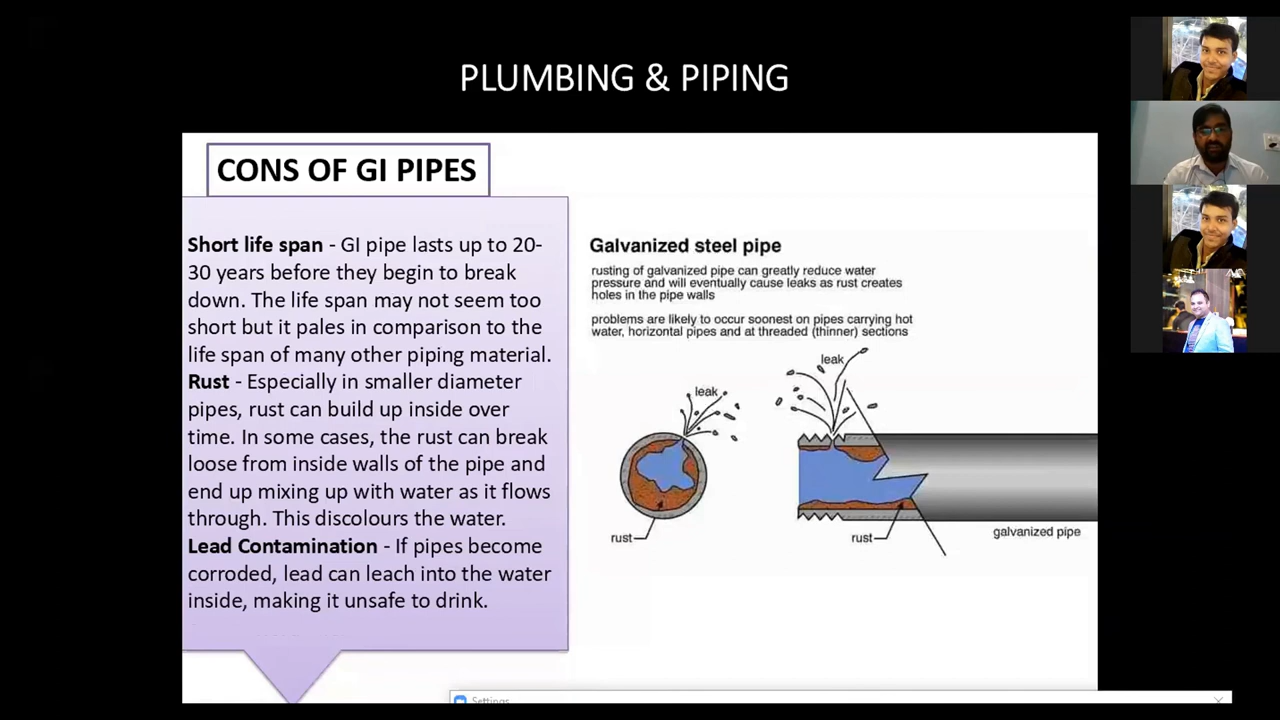 PLUMBING & PIPING
CONS OF GI PIPES
Short life span - GI pipe lasts up to 20-
30 years before they begin to break
down. The life span may not seem too
short but it pales in comparison to the
life span of many other piping material.
Rust - Especially in smaller diameter
pipes, rust can build up inside over
time. In some cases, the rust can break
loose from inside walls of the pipe and
end up mixing up with water as it flows
through. This discolours the water.
Lead Contamination - If pipes become
corroded, lead can leach into the water
inside, making it unsafe to drink.
Galvanized steel pipe
rusting of galvanized pipe can greatly reduce water
pressure and will eventually cause leaks as rust creates
holes in the pipe walls
problems are likely to occur soonest on pipes carrying hot
water, horizontal pipes and at threaded (thinner) sections
leak
leak
rust
rust
galvanized pipe
Settings